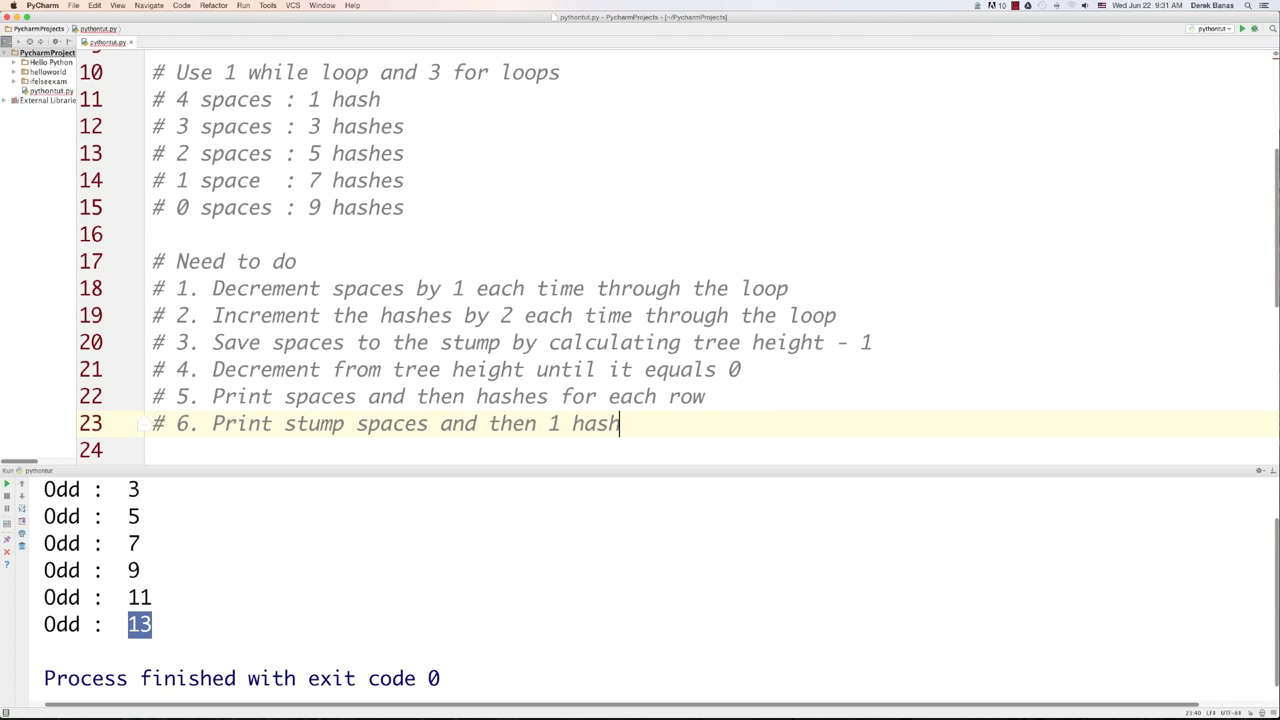 PyCharm File Edit View Navigate Code Refactor Run Tools VCS Window Help 10 Wed Jun 22 9:31 AM Derek Banas
pythontut.py - PycharmProjects - [~/PycharmProjects]
PycharmProjects pythontut.py pythontut
pythontut.py
PycharmProject
Hello Python
helloworld
ifelseexam
pythontut.py
External Librarie
10 # Use 1 while loop and 3 for loops
11 # 4 spaces : 1 hash
12 # 3 spaces : 3 hashes
13 # 2 spaces : 5 hashes
14 # 1 space  : 7 hashes
15 # 0 spaces : 9 hashes
16
17 # Need to do
18 # 1. Decrement spaces by 1 each time through the loop
19 # 2. Increment the hashes by 2 each time through the loop
20 # 3. Save spaces to the stump by calculating tree height - 1
21 # 4. Decrement from tree height until it equals 0
22 # 5. Print spaces and then hashes for each row
23 # 6. Print stump spaces and then 1 hash
24
Run pythontut
Odd :  3
Odd :  5
Odd :  7
Odd :  9
Odd :  11
Odd :  13
Process finished with exit code 0
23:40 LF‡ UTF-8‡